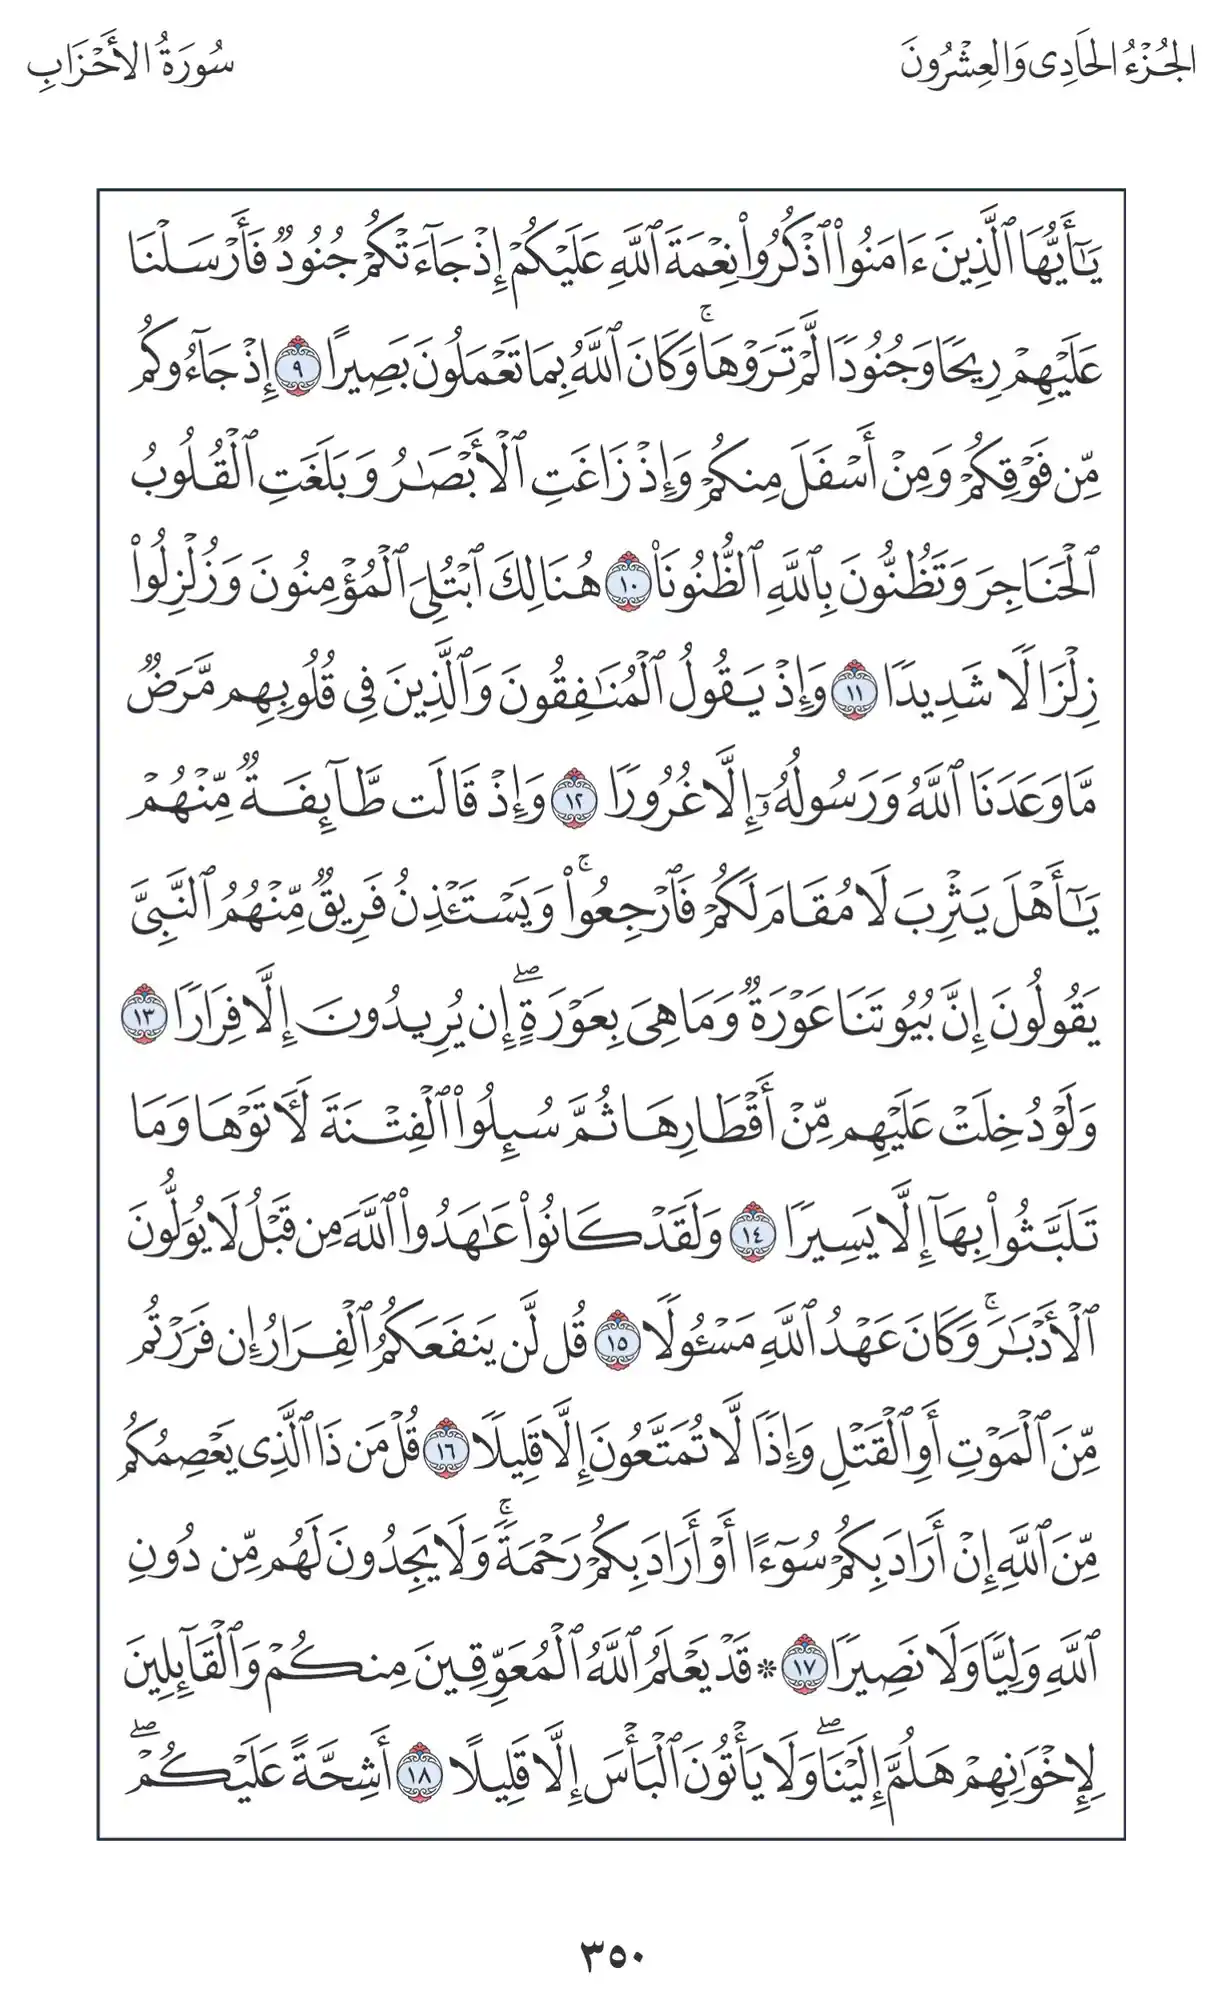 الجُزْءُ الحَادِى وَالعِشْرُونَ
سُورَةُ الأَحْزَابِ
يَٰٓأَيُّهَا ٱلَّذِينَ ءَامَنُوا۟ ٱذْكُرُوا۟ نِعْمَةَ ٱللَّهِ عَلَيْكُمْ إِذْ جَآءَتْكُمْ جُنُودٌ فَأَرْسَلْنَا
عَلَيْهِمْ رِيحًا وَجُنُودًا لَّمْ تَرَوْهَا ۚ وَكَانَ ٱللَّهُ بِمَا تَعْمَلُونَ بَصِيرًا ٩ إِذْ جَآءُوكُم
مِّن فَوْقِكُمْ وَمِنْ أَسْفَلَ مِنكُمْ وَإِذْ زَاغَتِ ٱلْأَبْصَٰرُ وَبَلَغَتِ ٱلْقُلُوبُ
ٱلْحَنَاجِرَ وَتَظُنُّونَ بِٱللَّهِ ٱلظُّنُونَا۠ ١٠ هُنَالِكَ ٱبْتُلِىَ ٱلْمُؤْمِنُونَ وَزُلْزِلُوا۟
زِلْزَالًا شَدِيدًا ١١ وَإِذْ يَقُولُ ٱلْمُنَٰفِقُونَ وَٱلَّذِينَ فِى قُلُوبِهِم مَّرَضٌ
مَّا وَعَدَنَا ٱللَّهُ وَرَسُولُهُۥٓ إِلَّا غُرُورًا ١٢ وَإِذْ قَالَت طَّآئِفَةٌ مِّنْهُمْ
يَٰٓأَهْلَ يَثْرِبَ لَا مُقَامَ لَكُمْ فَٱرْجِعُوا۟ ۚ وَيَسْتَـْٔذِنُ فَرِيقٌ مِّنْهُمُ ٱلنَّبِىَّ
يَقُولُونَ إِنَّ بُيُوتَنَا عَوْرَةٌ وَمَا هِىَ بِعَوْرَةٍ ۖ إِن يُرِيدُونَ إِلَّا فِرَارًا ١٣
وَلَوْ دُخِلَتْ عَلَيْهِم مِّنْ أَقْطَارِهَا ثُمَّ سُئِلُوا۟ ٱلْفِتْنَةَ لَـَٔاتَوْهَا وَمَا
تَلَبَّثُوا۟ بِهَآ إِلَّا يَسِيرًا ١٤ وَلَقَدْ كَانُوا۟ عَٰهَدُوا۟ ٱللَّهَ مِن قَبْلُ لَا يُوَلُّونَ
ٱلْأَدْبَٰرَ ۚ وَكَانَ عَهْدُ ٱللَّهِ مَسْـُٔولًا ١٥ قُل لَّن يَنفَعَكُمُ ٱلْفِرَارُ إِن فَرَرْتُم
مِّنَ ٱلْمَوْتِ أَوِ ٱلْقَتْلِ وَإِذًا لَّا تُمَتَّعُونَ إِلَّا قَلِيلًا ١٦ قُلْ مَن ذَا ٱلَّذِى يَعْصِمُكُم
مِّنَ ٱللَّهِ إِنْ أَرَادَ بِكُمْ سُوٓءًا أَوْ أَرَادَ بِكُمْ رَحْمَةً ۚ وَلَا يَجِدُونَ لَهُم مِّن دُونِ
ٱللَّهِ وَلِيًّا وَلَا نَصِيرًا ١٧ ۞ قَدْ يَعْلَمُ ٱللَّهُ ٱلْمُعَوِّقِينَ مِنكُمْ وَٱلْقَآئِلِينَ
لِإِخْوَٰنِهِمْ هَلُمَّ إِلَيْنَا ۖ وَلَا يَأْتُونَ ٱلْبَأْسَ إِلَّا قَلِيلًا ١٨ أَشِحَّةً عَلَيْكُمْ ۖ
٣٥٠